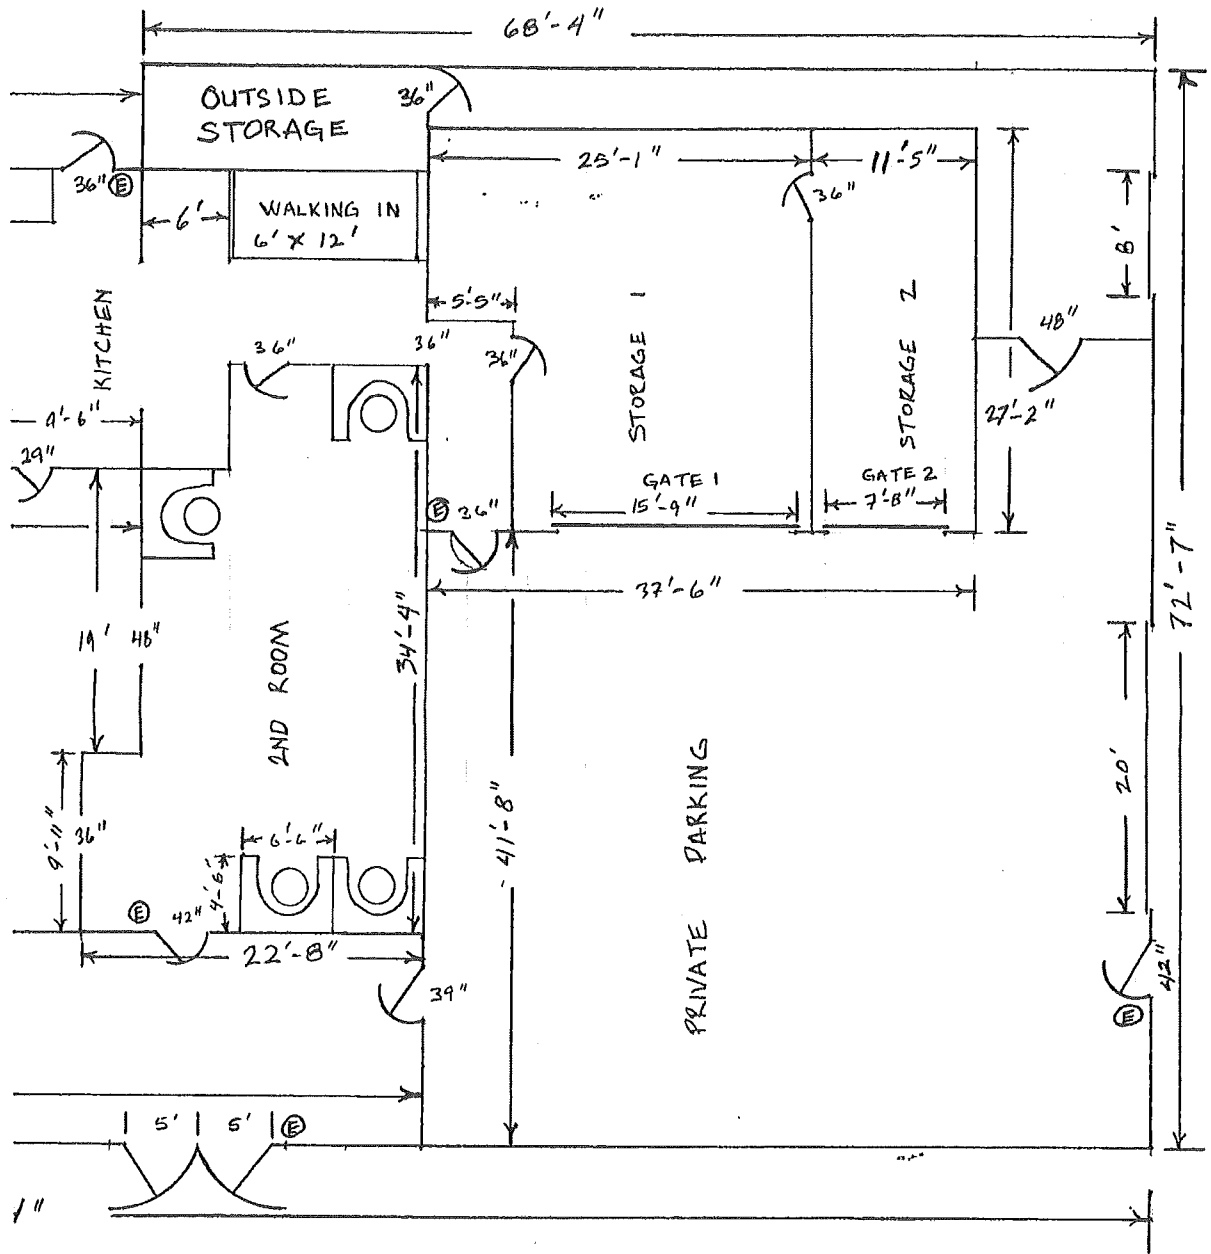 68'-4"
OUTSIDE
STORAGE
36"
25'-1"
11'-5"
36" E
6'
WALKING IN
6' X 12'
36"
8'
KITCHEN
5'-5"
STORAGE 1
STORAGE 2
48"
36"
36"
36"
9'-6"
27'-2"
29"
GATE 1
15'-9"
GATE 2
7'-8"
E 36"
37'-6"
72'-7"
19'
48"
2ND ROOM
34'-4"
20'
PRIVATE PARKING
41'-8"
9'-11"
36"
6'-6"
4'-6"
E
42"
22'-8"
39"
42"
E
5'
5'
E
1"